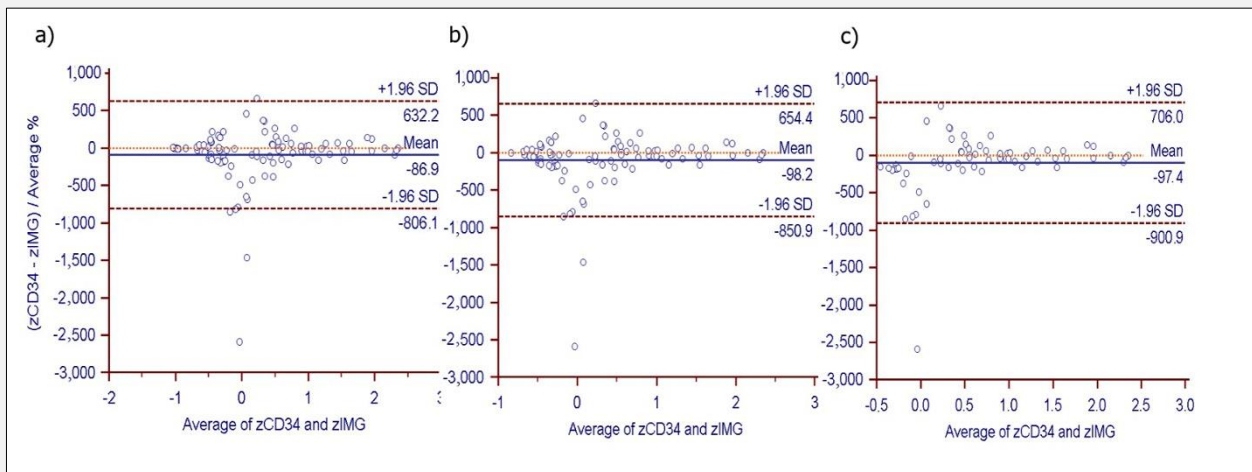 a)
(zCD34 - zIMG) / Average %
1,000
500
0
-500
-1,000
-1,500
-2,000
-2,500
-3,000
+1.96 SD
632.2
Mean
-86.9
-1.96 SD
-806.1
-2 -1 0 1 2 3
Average of zCD34 and zIMG
b)
1,000
500
0
-500
-1,000
-1,500
-2,000
-2,500
-3,000
+1.96 SD
654.4
Mean
-98.2
-1.96 SD
-850.9
-1 0 1 2 3
Average of zCD34 and zIMG
c)
1,000
500
0
-500
-1,000
-1,500
-2,000
-2,500
-3,000
+1.96 SD
706.0
Mean
-97.4
-1.96 SD
-900.9
-0.5 0.0 0.5 1.0 1.5 2.0 2.5 3.0
Average of zCD34 and zIMG